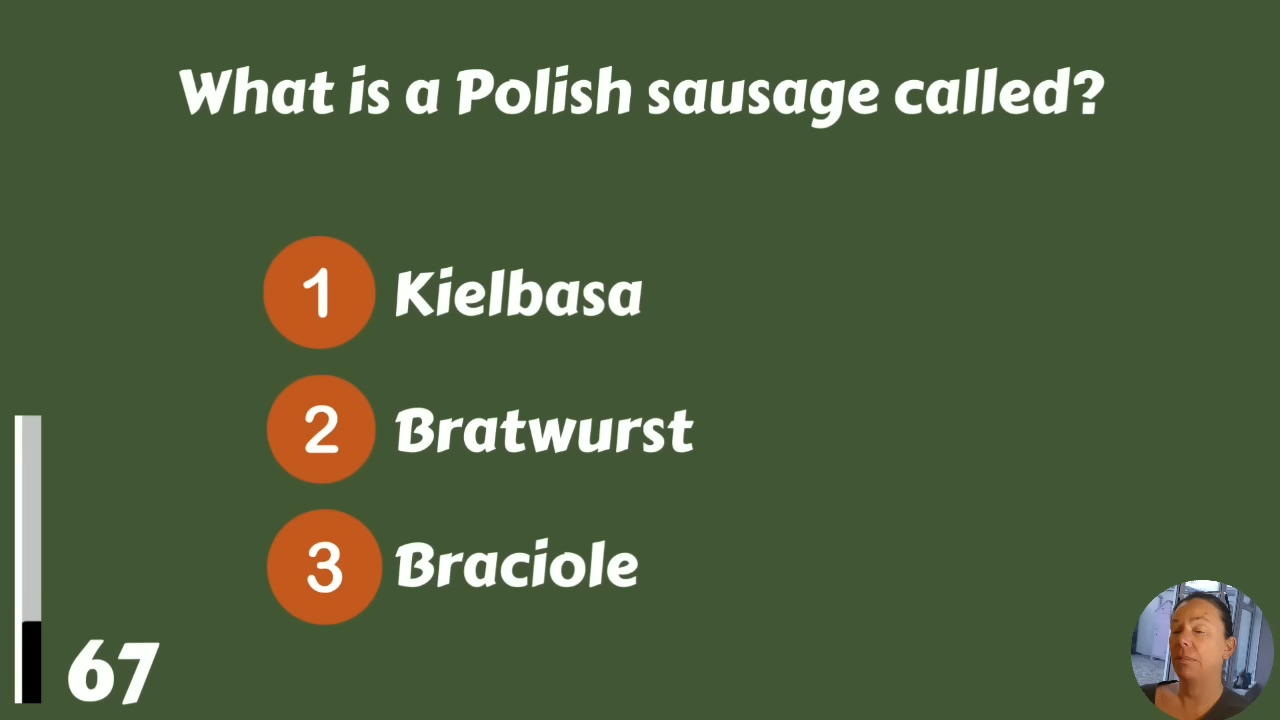 What is a Polish sausage called?
1 Kielbasa
2 Bratwurst
3 Braciole
67